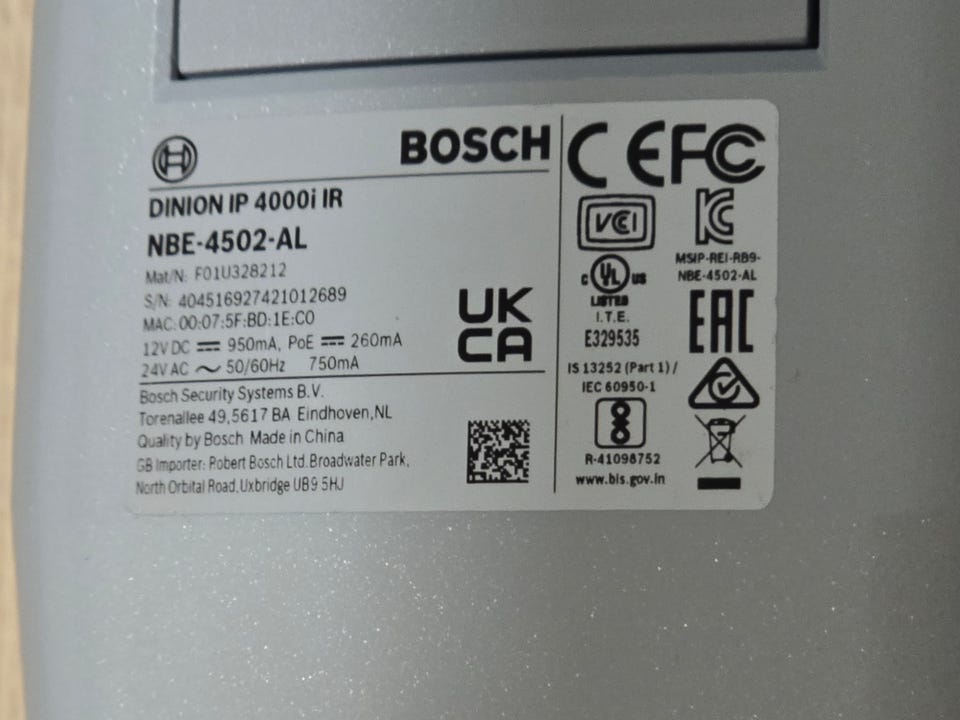 BOSCH
DINION IP 4000i IR
NBE-4502-AL
Mat/N: F01U328212
S/N: 404516927421012689
MAC: 00:07:5F:BD:1E:C0
12V DC ⎓ 950mA, PoE ⎓ 260mA
24V AC ~ 50/60Hz 750mA
Bosch Security Systems B.V.
Torenallee 49, 5617 BA Eindhoven, NL
Quality by Bosch Made in China
GB Importer: Robert Bosch Ltd. Broadwater Park,
North Orbital Road, Uxbridge UB9 5HJ
UK
CA
CE FC
VCI
KC
MSIP-REI-RB9-
NBE-4502-AL
c UL us
LISTED
I.T.E.
E329535
EAC
IS 13252 (Part 1) /
IEC 60950-1
R-41098752
www.bis.gov.in